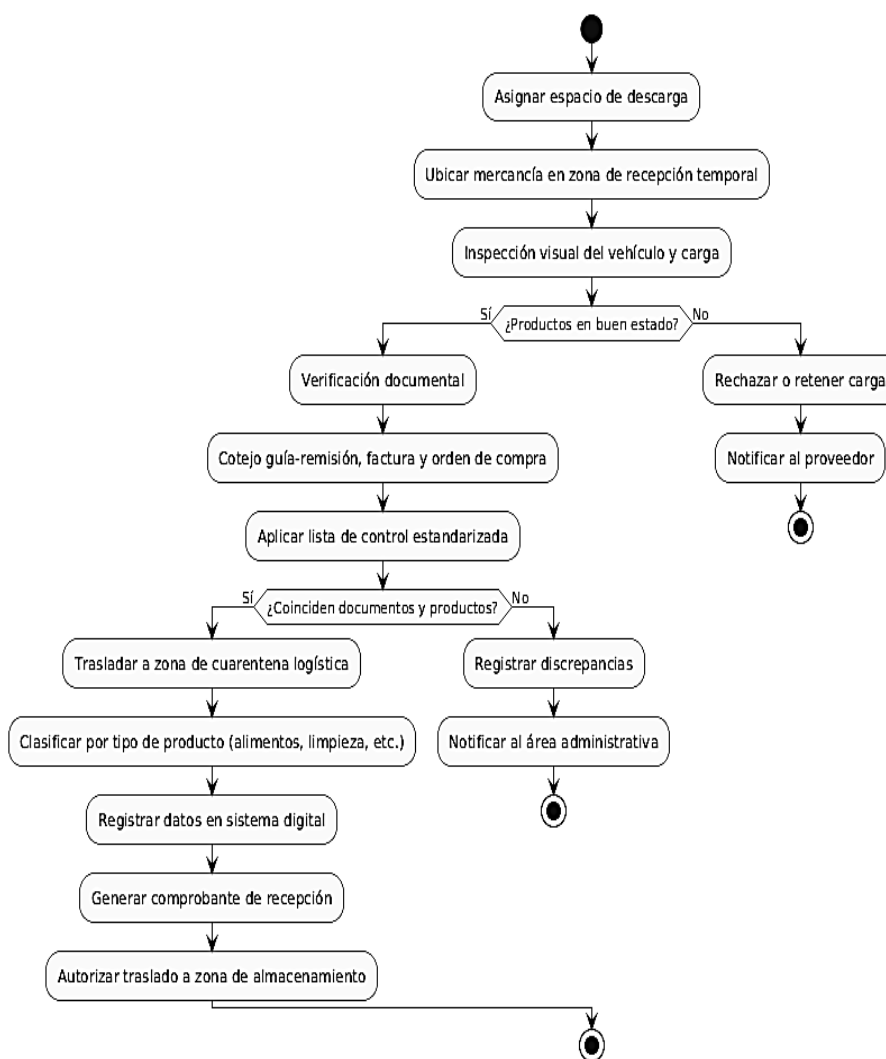 Asignar espacio de descarga
Ubicar mercancía en zona de recepción temporal
Inspección visual del vehículo y carga
Sí
¿Productos en buen estado?
No
Verificación documental
Rechazar o retener carga
Cotejo guía-remisión, factura y orden de compra
Notificar al proveedor
Aplicar lista de control estandarizada
Sí
¿Coinciden documentos y productos?
No
Trasladar a zona de cuarentena logística
Registrar discrepancias
Clasificar por tipo de producto (alimentos, limpieza, etc.)
Notificar al área administrativa
Registrar datos en sistema digital
Generar comprobante de recepción
Autorizar traslado a zona de almacenamiento